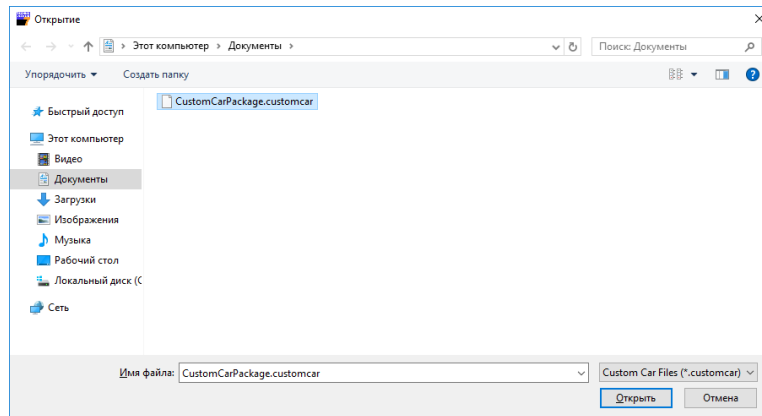 Открытие
Этот компьютер › Документы ›
Поиск: Документы
Упорядочить
Создать папку
Быстрый доступ
CustomCarPackage.customcar
Этот компьютер
Видео
Документы
Загрузки
Изображения
Музыка
Рабочий стол
Локальный диск (C
Сеть
Имя файла: CustomCarPackage.customcar
Custom Car Files (*.customcar)
Открыть
Отмена